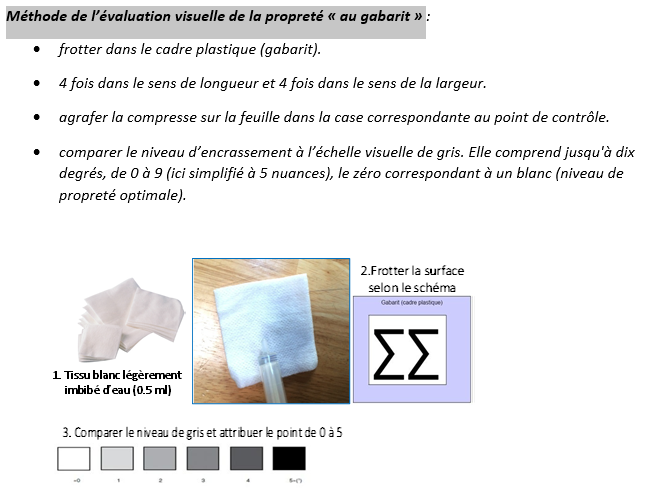 Méthode de l'évaluation visuelle de la propreté « au gabarit » :
• frotter dans le cadre plastique (gabarit).
• 4 fois dans le sens de longueur et 4 fois dans le sens de la largeur.
• agrafer la compresse sur la feuille dans la case correspondante au point de contrôle.
• comparer le niveau d'encrassement à l'échelle visuelle de gris. Elle comprend jusqu'à dix
degrés, de 0 à 9 (ici simplifié à 5 nuances), le zéro correspondant à un blanc (niveau de
propreté optimale).
2.Frotter la surface
selon le schéma
Gabarit (cadre plastique)
ΣΣ
1. Tissu blanc légèrement
imbibé d'eau (0.5 ml)
3. Comparer le niveau de gris et attribuer le point de 0 à 5
=0 1 2 3 4